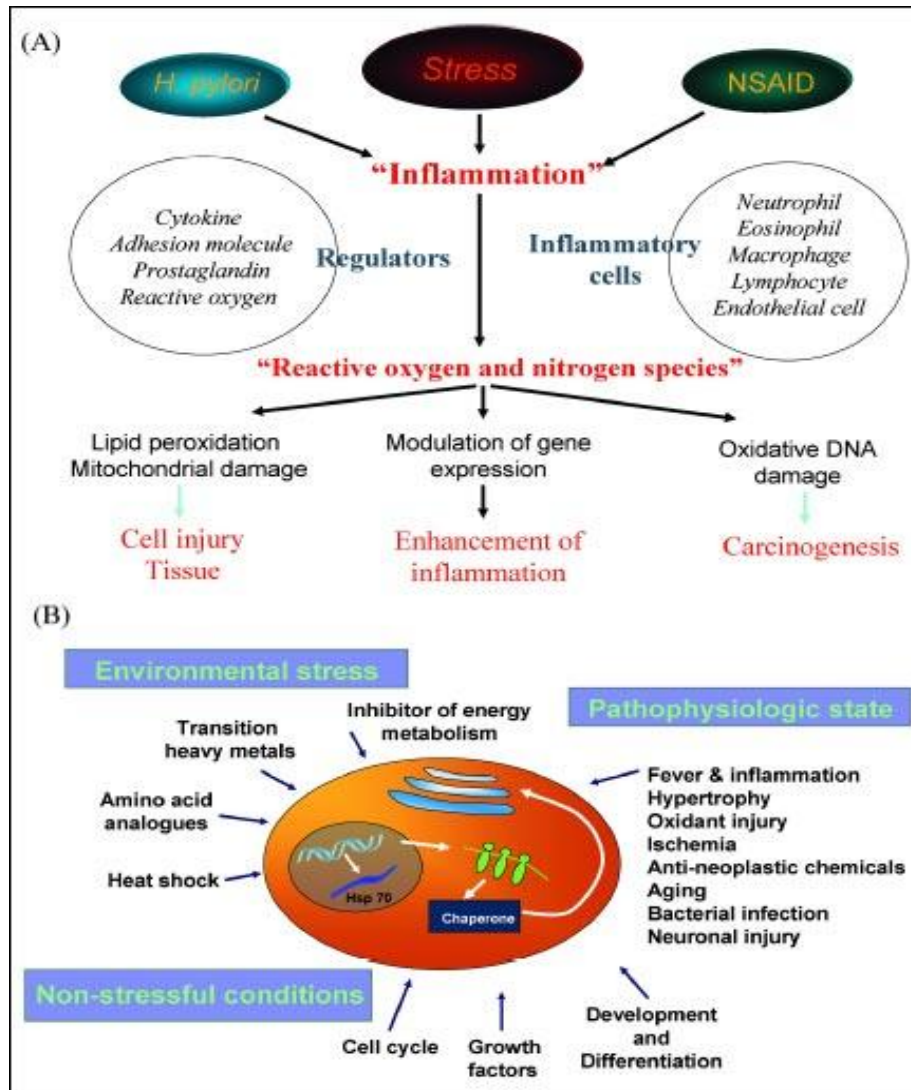 (A)
H. pylori
Stress
NSAID
“Inflammation”
Cytokine
Adhesion molecule
Prostaglandin
Reactive oxygen
Regulators
Inflammatory
cells
Neutrophil
Eosinophil
Macrophage
Lymphocyte
Endothelial cell
“Reactive oxygen and nitrogen species”
Lipid peroxidation
Mitochondrial damage
Modulation of gene
expression
Oxidative DNA
damage
Cell injury
Tissue
Enhancement of
inflammation
Carcinogenesis
(B)
Environmental stress
Pathophysiologic state
Inhibitor of energy
metabolism
Transition
heavy metals
Amino acid
analogues
Heat shock
Hsp 70
Chaperone
Fever & inflammation
Hypertrophy
Oxidant injury
Ischemia
Anti-neoplastic chemicals
Aging
Bacterial infection
Neuronal injury
Non-stressful conditions
Cell cycle
Growth
factors
Development
and
Differentiation